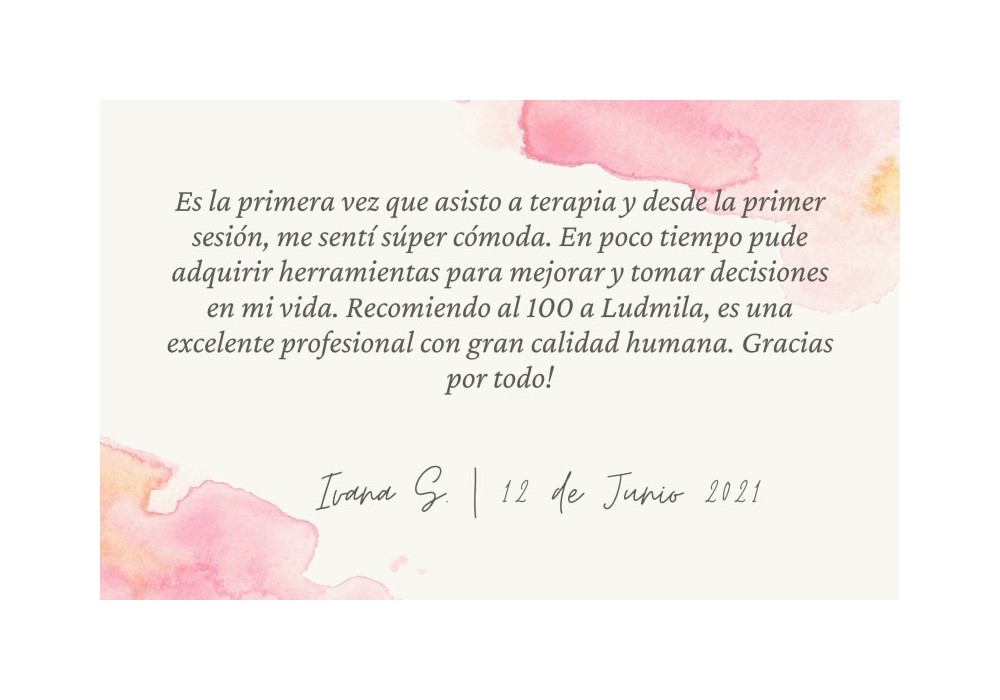 Es la primera vez que asisto a terapia y desde la primer
sesión, me sentí súper cómoda. En poco tiempo pude
adquirir herramientas para mejorar y tomar decisiones
en mi vida. Recomiendo al 100 a Ludmila, es una
excelente profesional con gran calidad humana. Gracias
por todo!
Ivana S. | 12 de Junio 2021